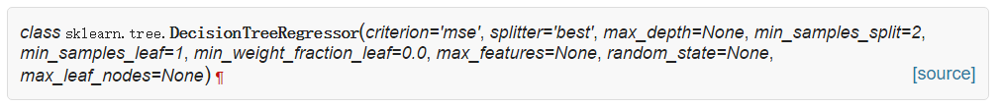 class sklearn.tree.DecisionTreeRegressor(criterion='mse', splitter='best', max_depth=None, min_samples_split=2,
min_samples_leaf=1, min_weight_fraction_leaf=0.0, max_features=None, random_state=None,
max_leaf_nodes=None) ¶
[source]